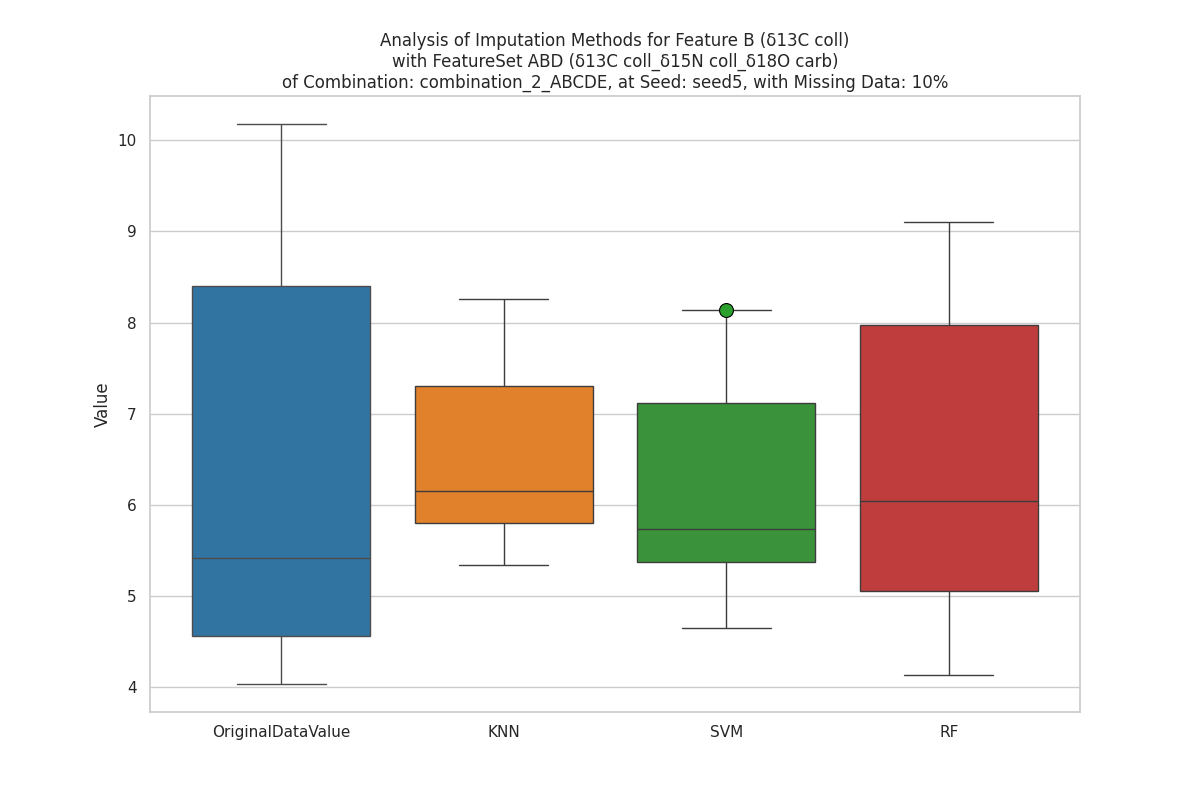 Analysis of Imputation Methods for Feature B (δ13C coll)
with FeatureSet ABD (δ13C coll_δ15N coll_δ18O carb)
of Combination: combination_2_ABCDE, at Seed: seed5, with Missing Data: 10%
10
9
8
7
6
5
4
Value
OriginalDataValue
KNN
SVM
RF